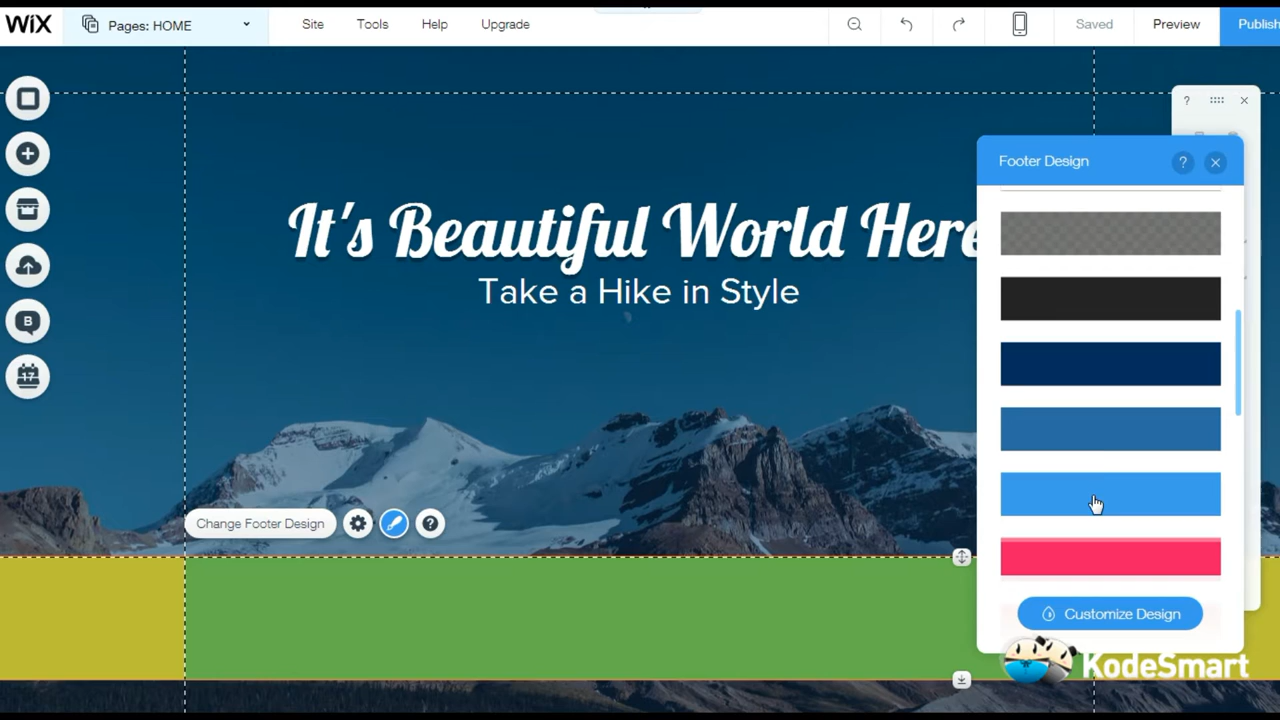 WiX
Pages: HOME
Site
Tools
Help
Upgrade
Saved
Preview
Publish
?
Footer Design
?
It's Beautiful World Here
Take a Hike in Style
B
17
Change Footer Design
?
Customize Design
KodeSmart